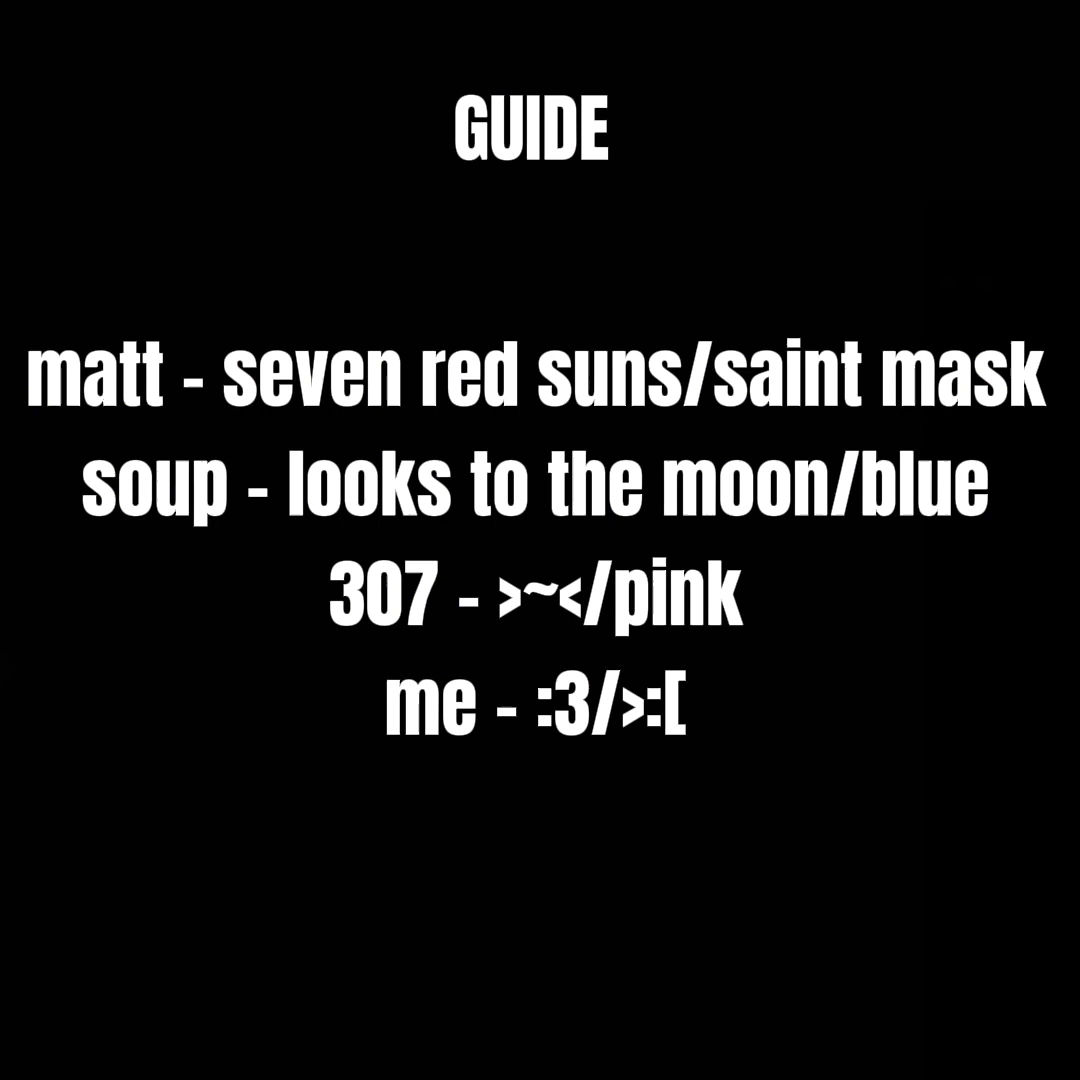 GUIDE
matt - seven red suns/saint mask
soup - looks to the moon/blue
307 - >~</pink
me - :3/>:[